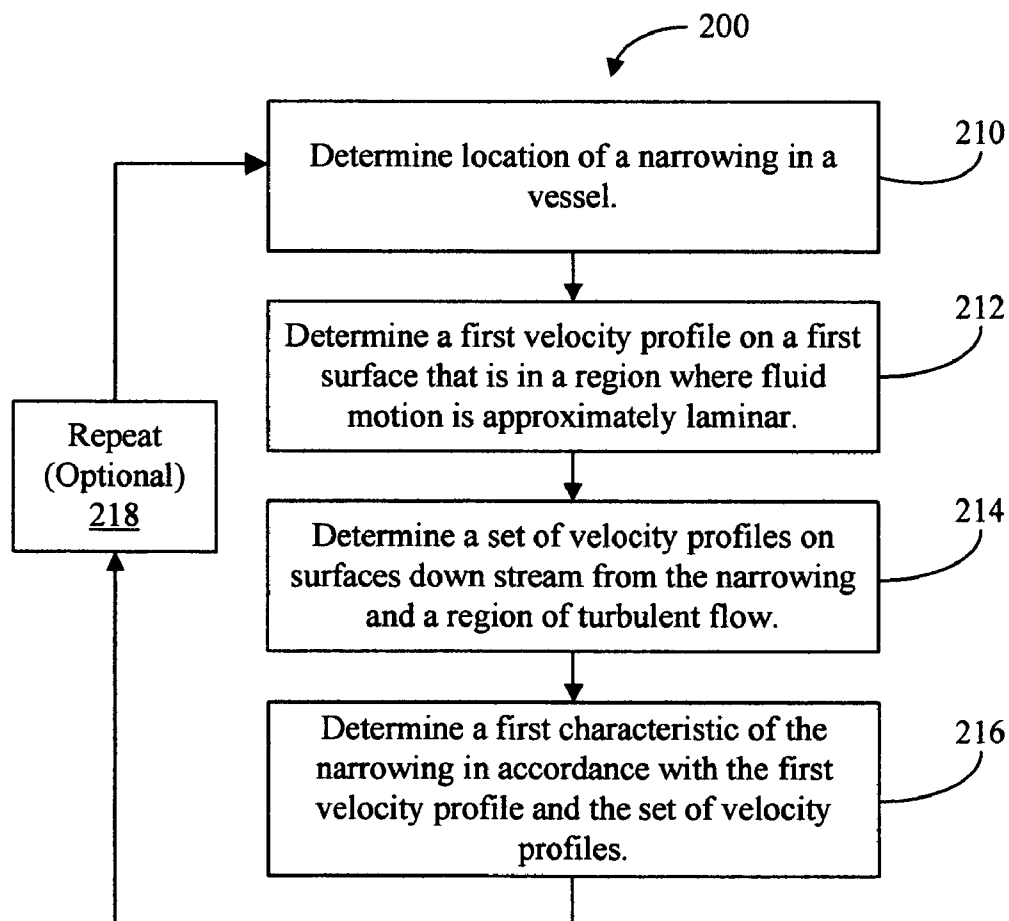 200
Determine location of a narrowing in a
vessel.
210
Determine a first velocity profile on a first
surface that is in a region where fluid
motion is approximately laminar.
212
Repeat
(Optional)
218
Determine a set of velocity profiles on
surfaces down stream from the narrowing
and a region of turbulent flow.
214
Determine a first characteristic of the
narrowing in accordance with the first
velocity profile and the set of velocity
profiles.
216